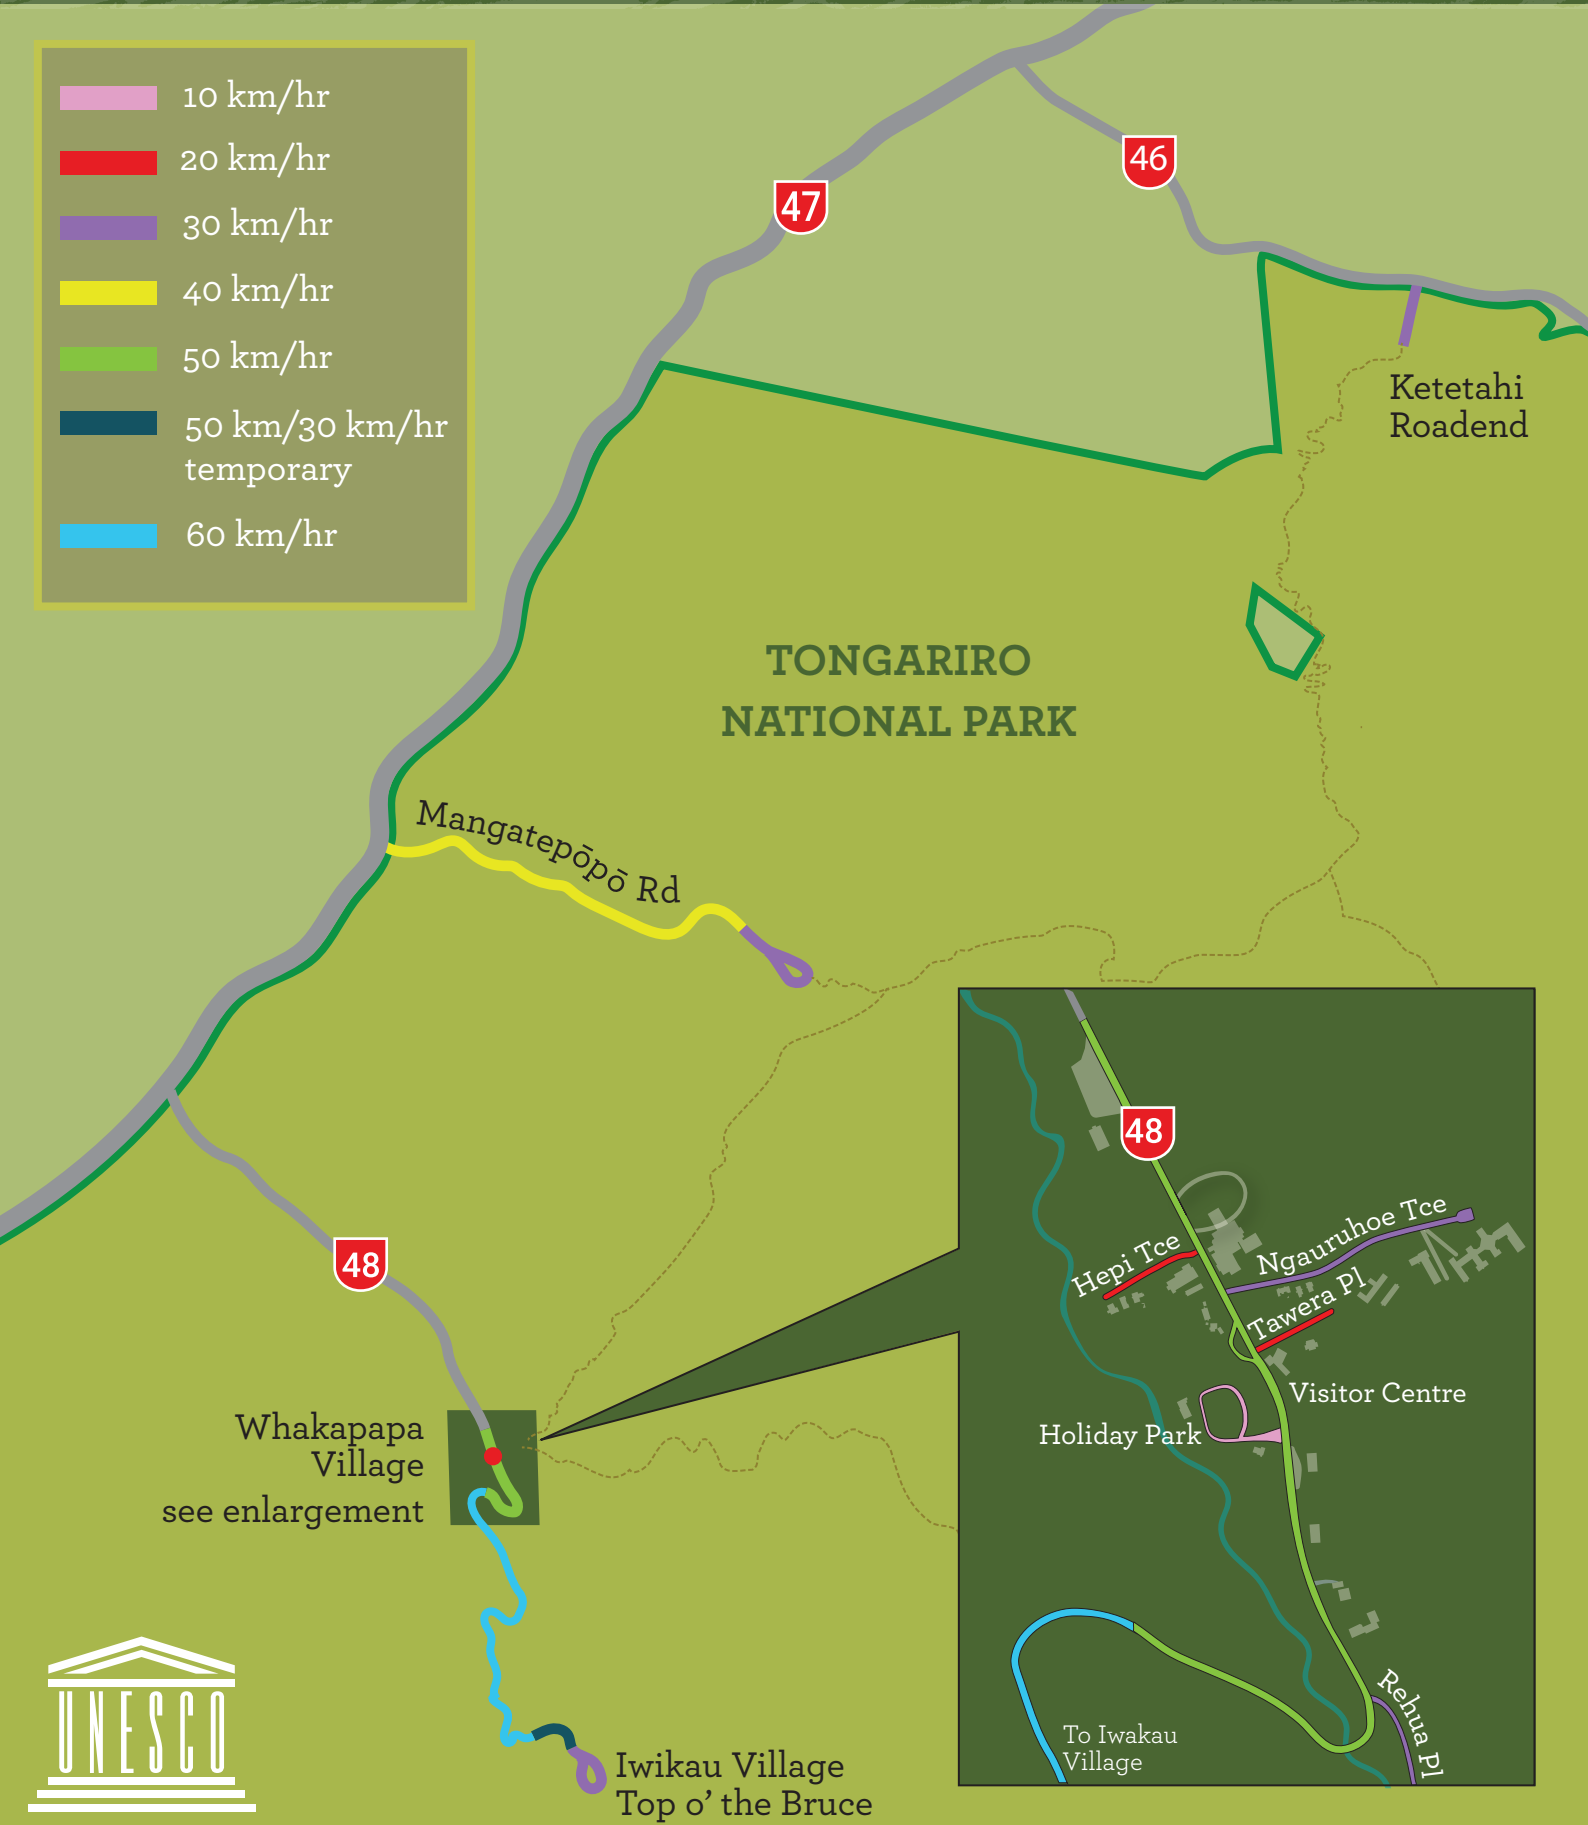 10 km/hr
20 km/hr
30 km/hr
40 km/hr
50 km/hr
50 km/30 km/hr
temporary
60 km/hr
47
46
Ketetahi
Roadend
TONGARIRO
NATIONAL PARK
Mangatepōpō Rd
48
Whakapapa
Village
see enlargement
Iwikau Village
Top o’ the Bruce
UNESCO
48
Hepi Tce
Ngauruhoe Tce
Tawera Pl
Visitor Centre
Holiday Park
Rehua Pl
To Iwakau
Village